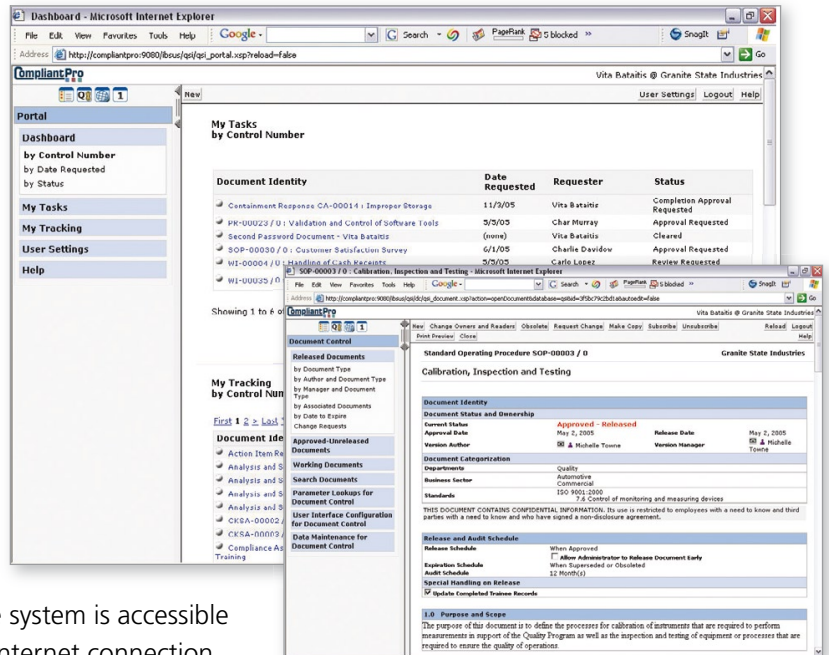 Dashboard - Microsoft Internet Explorer
File Edit View Favorites Tools Help Google - Search PageRank 5 blocked » SnagIt
Address http://compliantpro:9080/ibsus/qsi/qsi_portal.xsp?reload=false Go
CompliantPro
Vita Bataitis @ Granite State Industries
New
User Settings Logout Help
Portal
Dashboard
by Control Number
by Date Requested
by Status
My Tasks
My Tracking
User Settings
Help
My Tasks
by Control Number
Document Identity Date Requested Requester Status
Containment Response CA-00014 : Improper Storage 11/2/05 Vita Bataitis Completion Approval Requested
PR-00023 / 0 : Validation and Control of Software Tools 5/5/05 Char Murray Approval Requested
Second Password Document - Vita Bataitis (none) Vita Bataitis Cleared
SOP-00030 / 0 : Customer Satisfaction Survey 6/1/05 Charlie Davidow Approval Requested
WI-00004 / 0 : Handling of Cash Receipts 5/5/05 Carlo Lopez Review Requested
WI-00035 / 0
Showing 1 to 6 of
My Tracking
by Control Num
First 1 2 > Last
Document Ide
Action Item Re
Analysis and S
Analysis and S
Analysis and S
Analysis and S
CKSA-00002 /
CKSA-00003 /
Compliance As
Training
SOP-00003 / 0 : Calibration, Inspection and Testing - Microsoft Internet Explorer
File Edit View Favorites Tools Help Google - Search PageRank 5 blocked » SnagIt
Address Go
CompliantPro
Vita Bataitis @ Granite State Industries
New Change Owners and Readers Obsolete Request Change Make Copy Subscribe Unsubscribe Reload Logout
Print Preview Close Help
Document Control
Released Documents
by Document Type
by Author and Document Type
by Manager and Document Type
by Associated Documents
by Date to Expire
Change Requests
Approved-Unreleased Documents
Working Documents
Search Documents
Parameter Lookups for Document Control
User Interface Configuration for Document Control
Data Maintenance for Document Control
Standard Operating Procedure SOP-00003 / 0 Granite State Industries
Calibration, Inspection and Testing
Document Identity
Document Status and Ownership
Current Status Approved - Released
Approval Date May 2, 2005 Release Date May 2, 2005
Version Author Michelle Towne Version Manager Michelle Towne
Document Categorization
Departments Quality
Business Sector Automotive
Commercial
Standards ISO 9001:2000
7.6 Control of monitoring and measuring devices
THIS DOCUMENT CONTAINS CONFIDENTIAL INFORMATION. Its use is restricted to employees with a need to know and third parties with a need to know and who have signed a non-disclosure agreement.
Release and Audit Schedule
Release Schedule When Approved
Allow Administrator to Release Document Early
Expiration Schedule When Superseded or Obsoleted
Audit Schedule 12 Month(s)
Special Handling on Release
Update Completed Trainee Records
1.0 Purpose and Scope
The purpose of this document is to define the processes for calibration of instruments that are required to perform
measurements in support of the Quality Program as well as the inspection and testing of equipment or processes that are
required to ensure the quality of operations.
system is accessible
internet connection